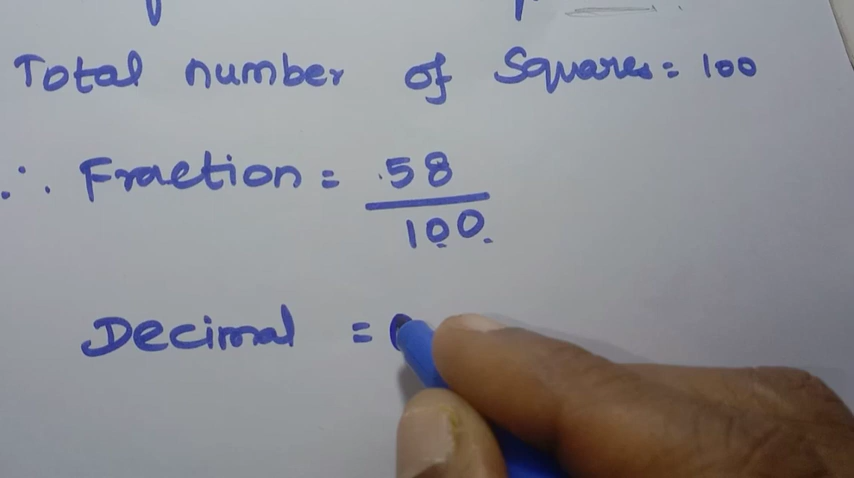 Total number of Squares = 100
∴ Fraction = 58
100
Decimal =